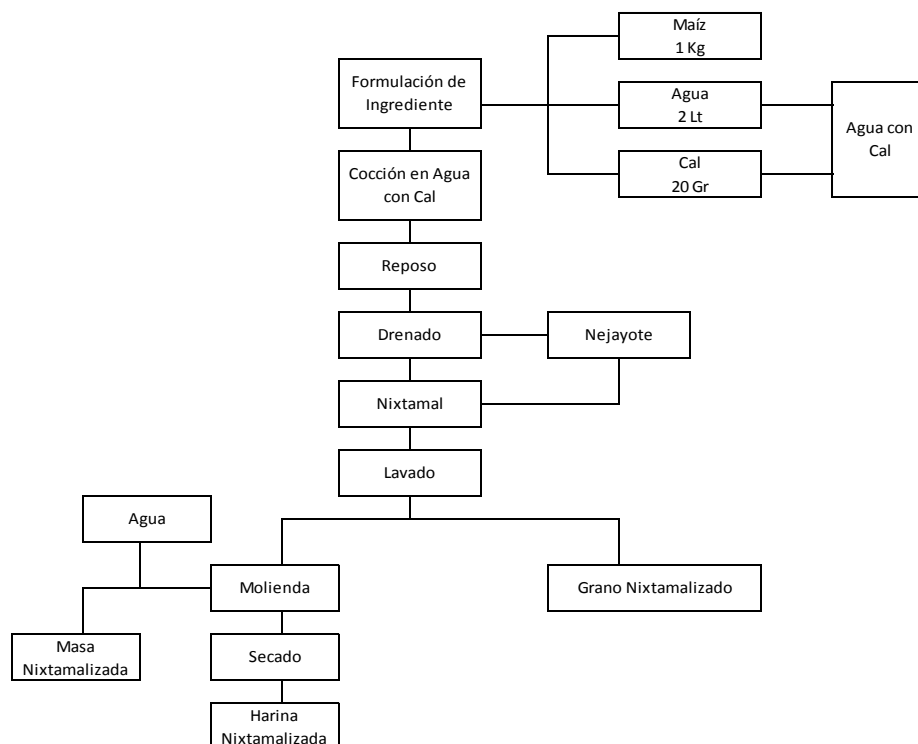 Maíz
1 Kg
Formulación de
Ingrediente
Agua
2 Lt
Agua con
Cal
Cal
20 Gr
Cocción en Agua
con Cal
Reposo
Drenado
Nejayote
Nixtamal
Lavado
Agua
Molienda
Grano Nixtamalizado
Masa
Nixtamalizada
Secado
Harina
Nixtamalizada